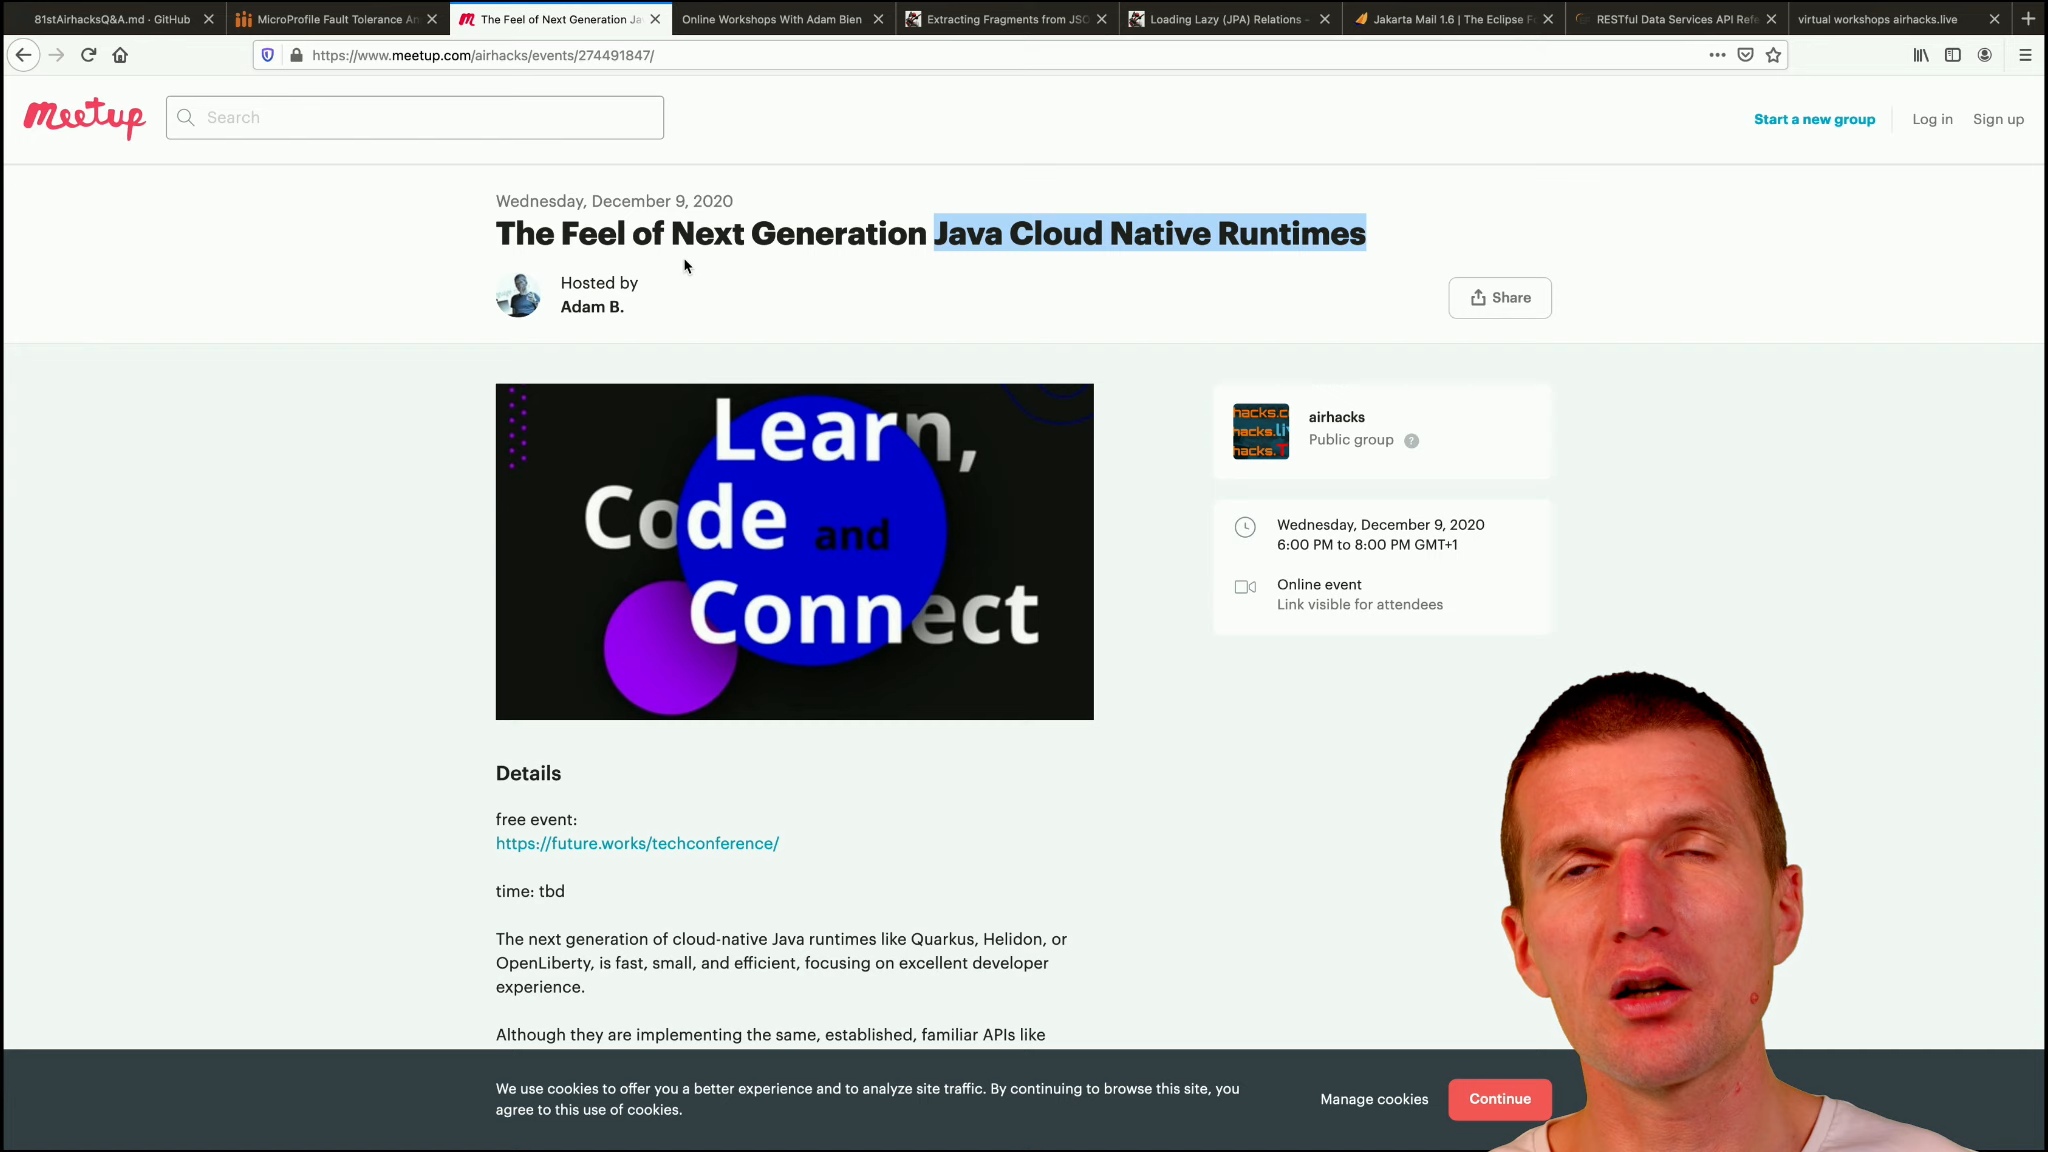 81stAirhacksQ&A.md · GitHub
MicroProfile Fault Tolerance An
The Feel of Next Generation Ja
Online Workshops With Adam Bien
Extracting Fragments from JSO
Loading Lazy (JPA) Relations -
Jakarta Mail 1.6 | The Eclipse Fo
RESTful Data Services API Refe
virtual workshops airhacks.live
https://www.meetup.com/airhacks/events/274491847/
meetup
Search
Start a new group
Log in
Sign up
Wednesday, December 9, 2020
The Feel of Next Generation Java Cloud Native Runtimes
Hosted by
Adam B.
Share
Learn,
Code and
Connect
hacks.c
hacks.li
hacks.T
airhacks
Public group ?
Wednesday, December 9, 2020
6:00 PM to 8:00 PM GMT+1
Online event
Link visible for attendees
Details
free event:
https://future.works/techconference/
time: tbd
The next generation of cloud-native Java runtimes like Quarkus, Helidon, or
OpenLiberty, is fast, small, and efficient, focusing on excellent developer
experience.
Although they are implementing the same, established, familiar APIs like
We use cookies to offer you a better experience and to analyze site traffic. By continuing to browse this site, you
agree to this use of cookies.
Manage cookies
Continue